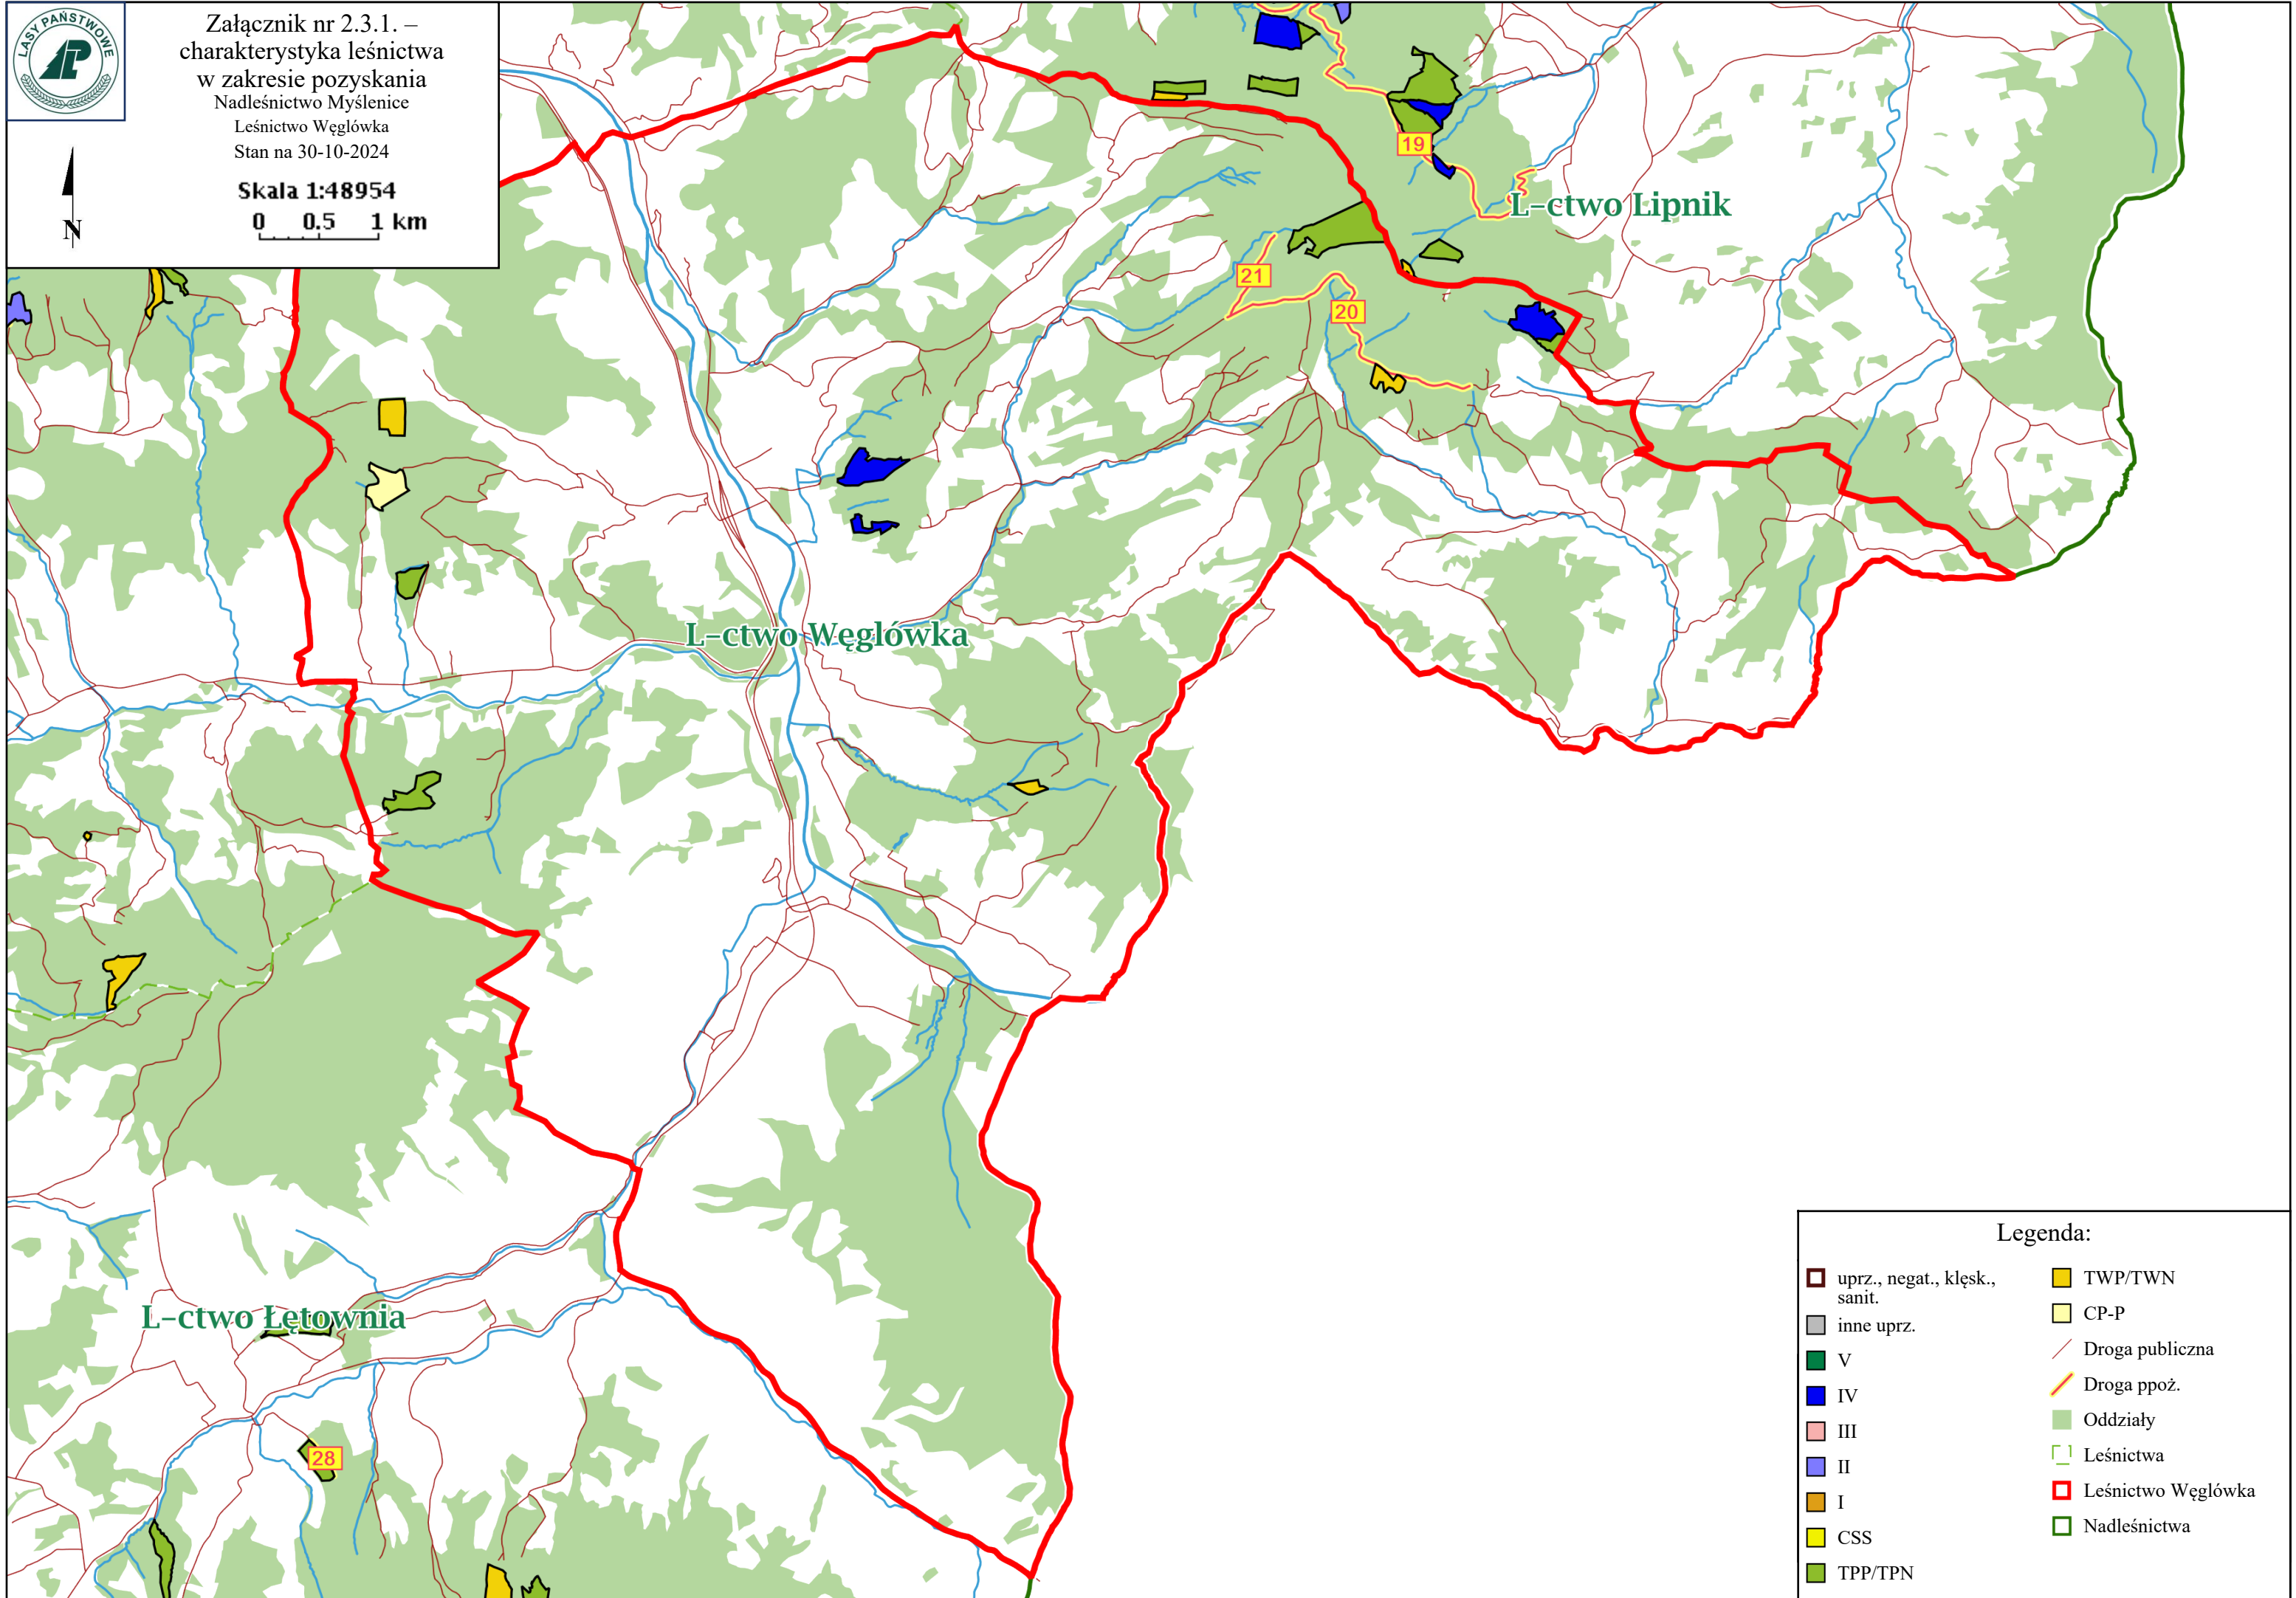 LASY PAŃSTWOWE
Załącznik nr 2.3.1. –
charakterystyka leśnictwa
w zakresie pozyskania
Nadleśnictwo Myślenice
Leśnictwo Węglówka
Stan na 30-10-2024
Skala 1:48954
0 0.5 1 km
N
19
L-ctwo Lipnik
21
20
L-ctwo Węglówka
L-ctwo Łętownia
28
Legenda:
uprz., negat., klęsk.,
sanit.
inne uprz.
V
IV
III
II
I
CSS
TPP/TPN
TWP/TWN
CP-P
Droga publiczna
Droga ppoż.
Oddziały
Leśnictwa
Leśnictwo Węglówka
Nadleśnictwa